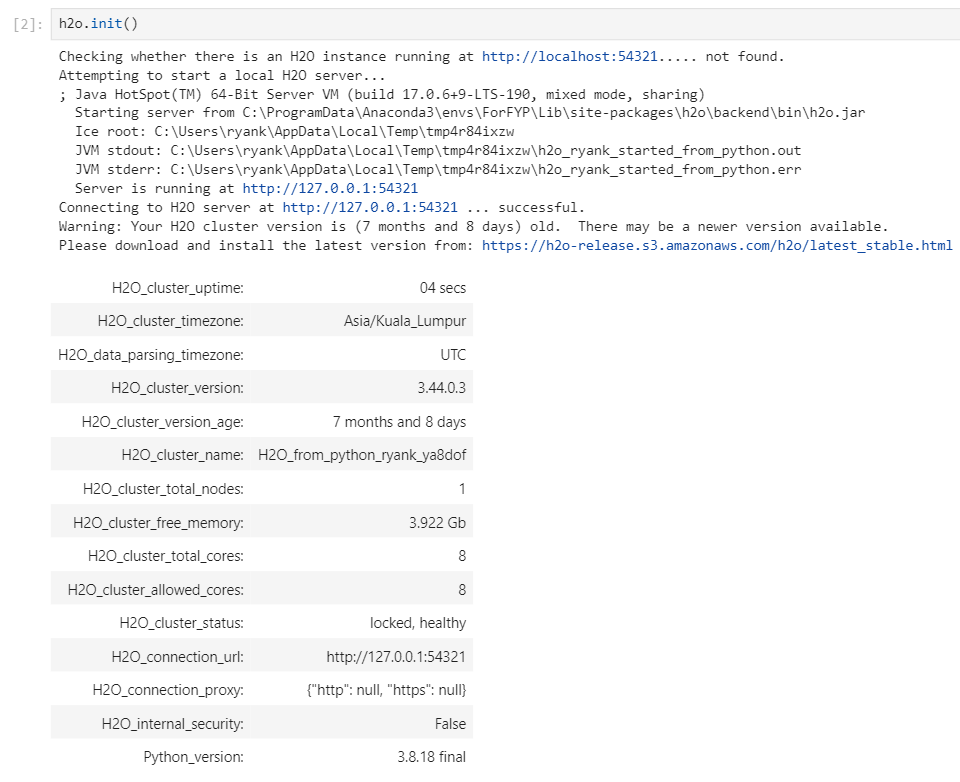 [2]: h2o.init()
Checking whether there is an H2O instance running at http://localhost:54321..... not found.
Attempting to start a local H2O server...
; Java HotSpot(TM) 64-Bit Server VM (build 17.0.6+9-LTS-190, mixed mode, sharing)
  Starting server from C:\ProgramData\Anaconda3\envs\ForFYP\Lib\site-packages\h2o\backend\bin\h2o.jar
  Ice root: C:\Users\ryank\AppData\Local\Temp\tmp4r84ixzw
  JVM stdout: C:\Users\ryank\AppData\Local\Temp\tmp4r84ixzw\h2o_ryank_started_from_python.out
  JVM stderr: C:\Users\ryank\AppData\Local\Temp\tmp4r84ixzw\h2o_ryank_started_from_python.err
  Server is running at http://127.0.0.1:54321
Connecting to H2O server at http://127.0.0.1:54321 ... successful.
Warning: Your H2O cluster version is (7 months and 8 days) old.  There may be a newer version available.
Please download and install the latest version from: https://h2o-release.s3.amazonaws.com/h2o/latest_stable.html
H2O_cluster_uptime: 04 secs
H2O_cluster_timezone: Asia/Kuala_Lumpur
H2O_data_parsing_timezone: UTC
H2O_cluster_version: 3.44.0.3
H2O_cluster_version_age: 7 months and 8 days
H2O_cluster_name: H2O_from_python_ryank_ya8dof
H2O_cluster_total_nodes: 1
H2O_cluster_free_memory: 3.922 Gb
H2O_cluster_total_cores: 8
H2O_cluster_allowed_cores: 8
H2O_cluster_status: locked, healthy
H2O_connection_url: http://127.0.0.1:54321
H2O_connection_proxy: {"http": null, "https": null}
H2O_internal_security: False
Python_version: 3.8.18 final